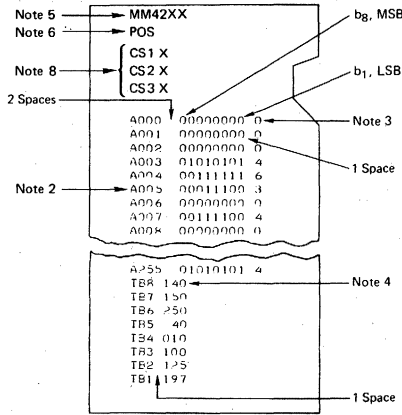 Note 5 MM42XX b8, MSB
Note 6 POS
CS1 X
Note 8 CS2 X b1, LSB
CS3 X
2 Spaces
A000 00000000 0 Note 3
A001 00000000 0
A002 00000000 0 1 Space
A003 01010101 4
A004 00111111 6
Note 2 A005 00011100 3
A006 00000000 0
A007 00111100 4
A008 00000000 0
A255 01010101 4
TB8 140 Note 4
TB7 150
TB6 250
TB5 40
TB4 010
TB3 100
TB2 125
TB1 197
1 Space